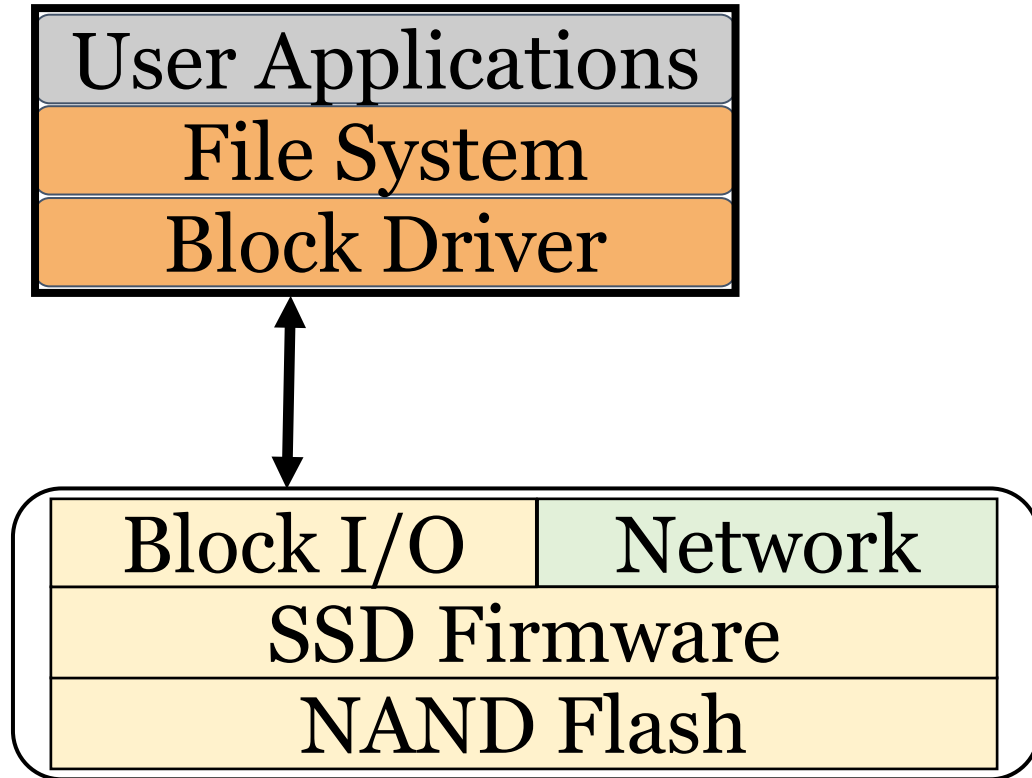 User Applications
File System
Block Driver
Block I/O
Network
SSD Firmware
NAND Flash